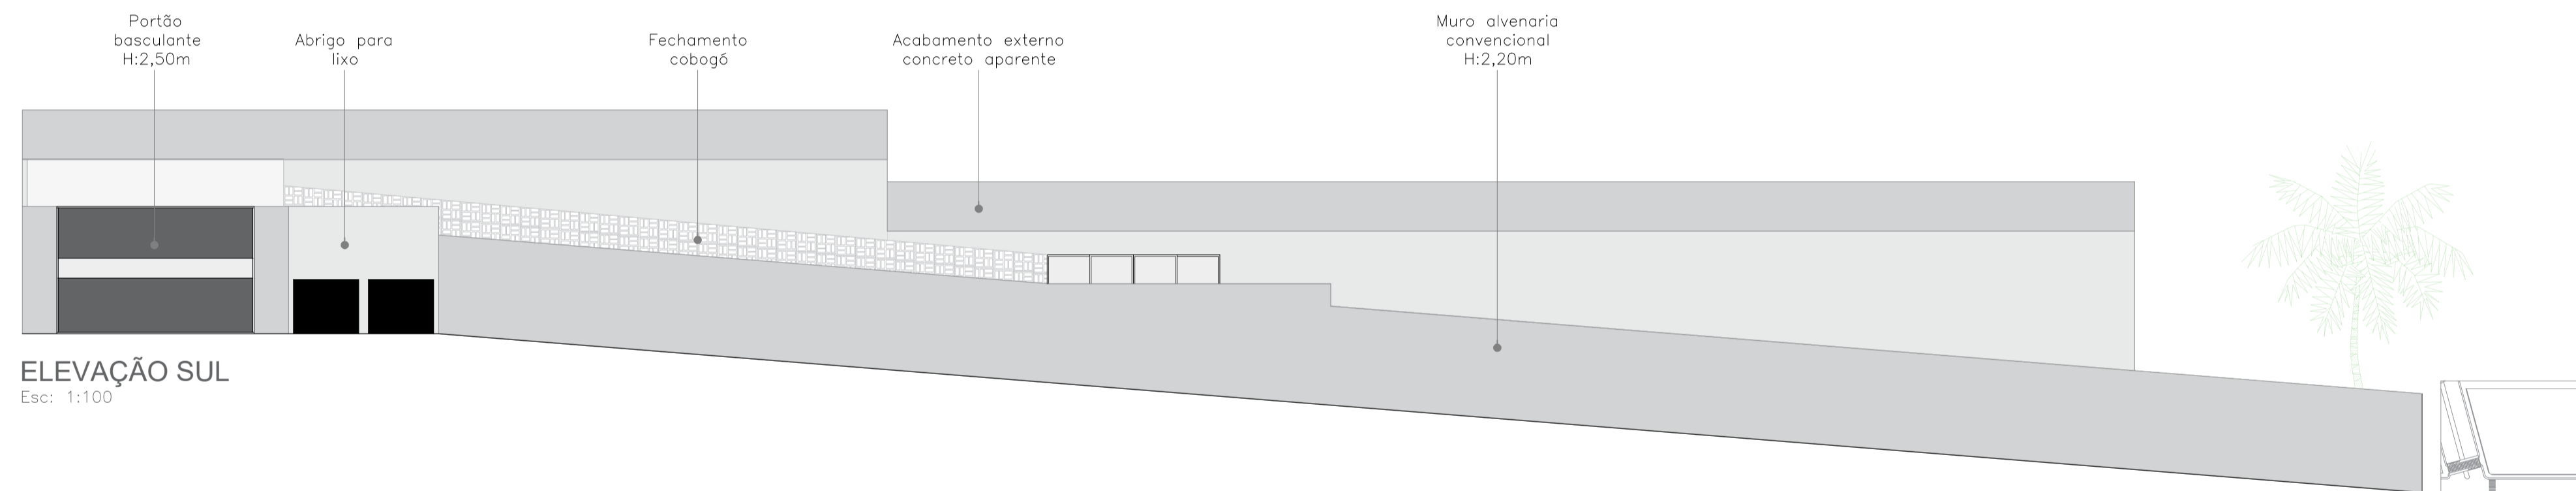 Portão
basculante
H:2,50m
Abrigo para
lixo
Fechamento
cobogó
Acabamento externo
concreto aparente
Muro alvenaria
convencional
H:2,20m
ELEVAÇÃO SUL
Esc: 1:100